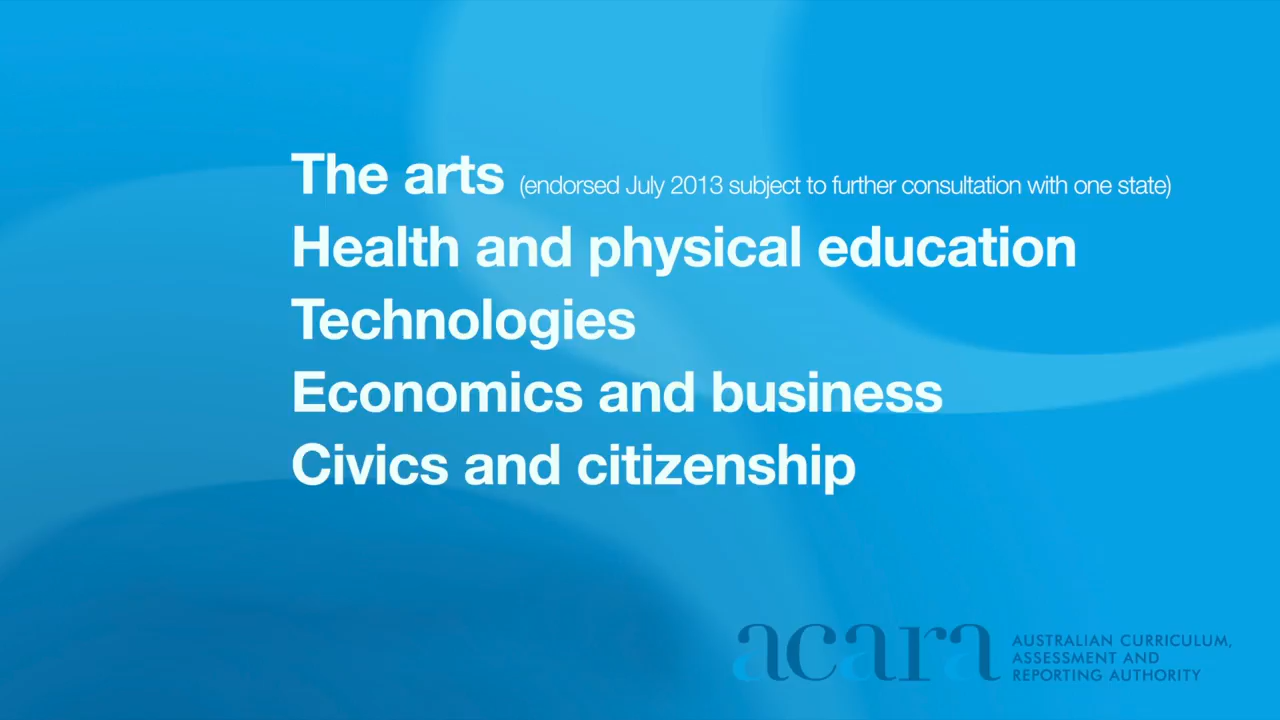 The arts (endorsed July 2013 subject to further consultation with one state)
Health and physical education
Technologies
Economics and business
Civics and citizenship
acara
AUSTRALIAN CURRICULUM,
ASSESSMENT AND
REPORTING AUTHORITY